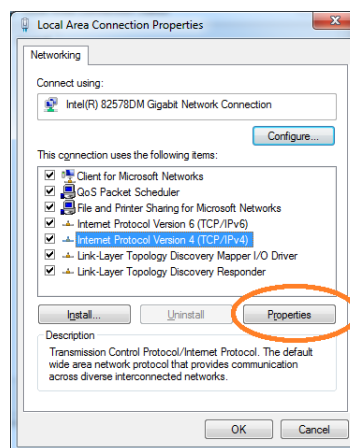 Local Area Connection Properties
Networking
Connect using:
Intel(R) 82578DM Gigabit Network Connection
Configure...
This connection uses the following items:
Client for Microsoft Networks
QoS Packet Scheduler
File and Printer Sharing for Microsoft Networks
Internet Protocol Version 6 (TCP/IPv6)
Internet Protocol Version 4 (TCP/IPv4)
Link-Layer Topology Discovery Mapper I/O Driver
Link-Layer Topology Discovery Responder
Install... Uninstall Properties
Description
Transmission Control Protocol/Internet Protocol. The default
wide area network protocol that provides communication
across diverse interconnected networks.
OK Cancel